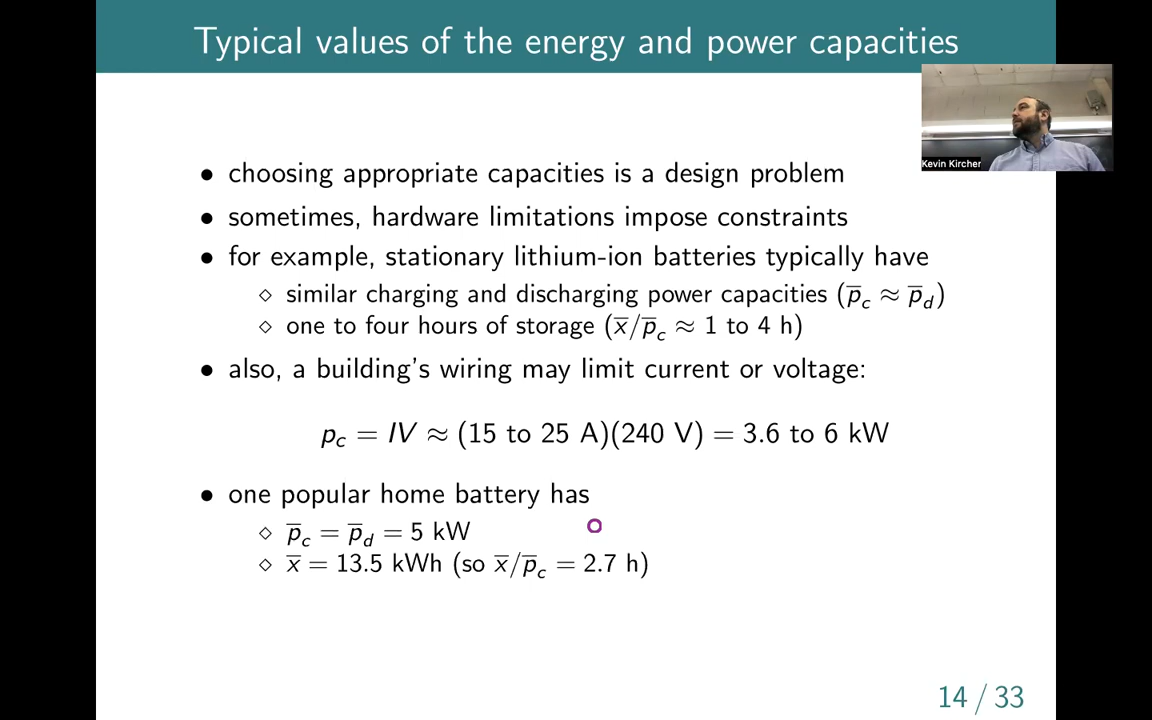 Typical values of the energy and power capacities
Kevin Kircher
• choosing appropriate capacities is a design problem
• sometimes, hardware limitations impose constraints
• for example, stationary lithium-ion batteries typically have
⋄ similar charging and discharging power capacities (p̅_c ≈ p̅_d)
⋄ one to four hours of storage (x̅/p̅_c ≈ 1 to 4 h)
• also, a building's wiring may limit current or voltage:
p_c = IV ≈ (15 to 25 A)(240 V) = 3.6 to 6 kW
• one popular home battery has
⋄ p̅_c = p̅_d = 5 kW
⋄ x̅ = 13.5 kWh (so x̅/p̅_c = 2.7 h)
14 / 33